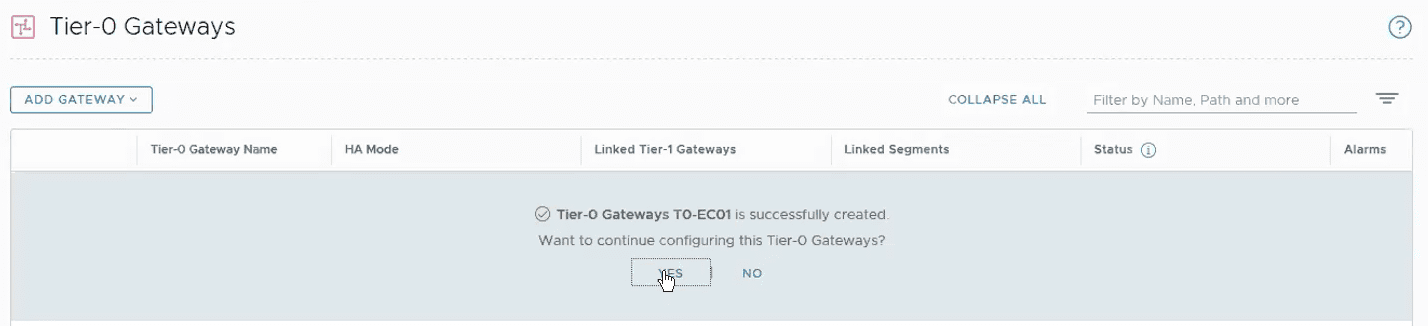 Tier-0 Gateways
?
ADD GATEWAY
COLLAPSE ALL
Filter by Name, Path and more
Tier-0 Gateway Name
HA Mode
Linked Tier-1 Gateways
Linked Segments
Status i
Alarms
Tier-0 Gateways T0-EC01 is successfully created.
Want to continue configuring this Tier-0 Gateways?
YES
NO